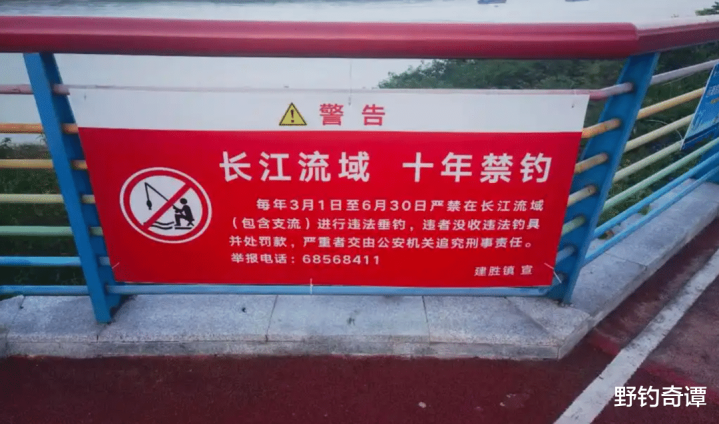 警告
长江流域 十年禁钓
每年3月1日至6月30日严禁在长江流域
（包含支流）进行违法垂钓，违者没收违法钓具
并处罚款，严重者交由公安机关追究刑事责任。
举报电话：68568411
建胜镇 宣
野钓奇谭